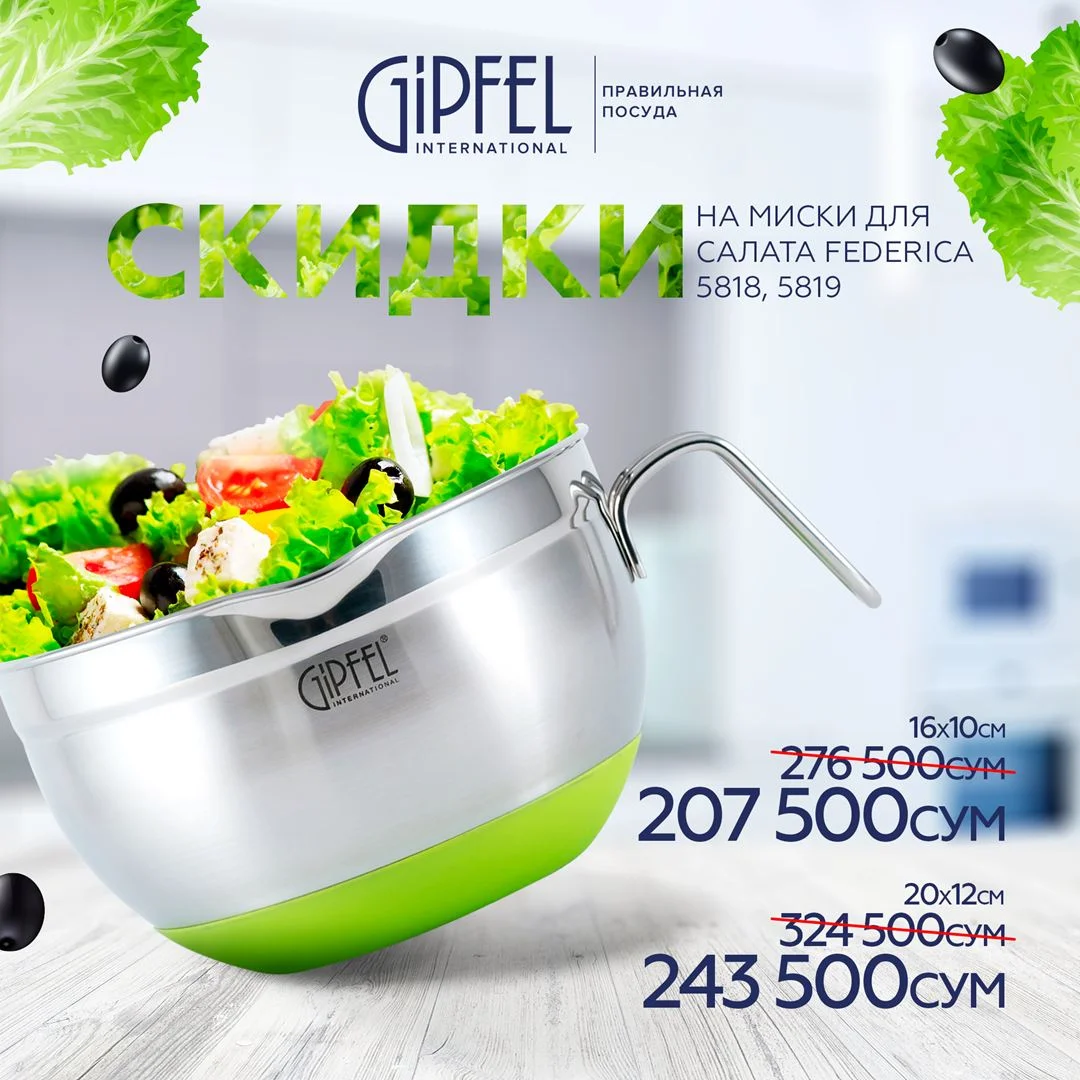 GiPFEL
INTERNATIONAL
ПРАВИЛЬНАЯ
ПОСУДА
СКИДКИ
НА МИСКИ ДЛЯ
САЛАТА FEDERICA
5818, 5819
GiPFEL®
INTERNATIONAL
16x10см
276 500сум
207 500сум
20x12см
324 500сум
243 500сум